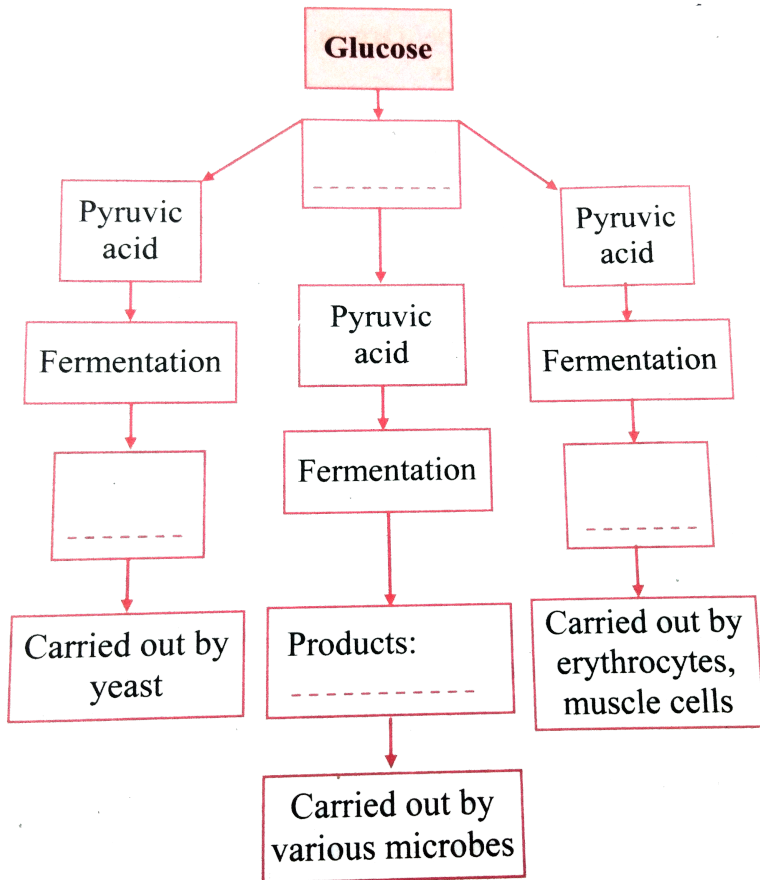 Glucose
Pyruvic
acid
Pyruvic
acid
Pyruvic
acid
Fermentation
Fermentation
Fermentation
Carried out by
yeast
Products:
Carried out by
erythrocytes,
muscle cells
Carried out by
various microbes